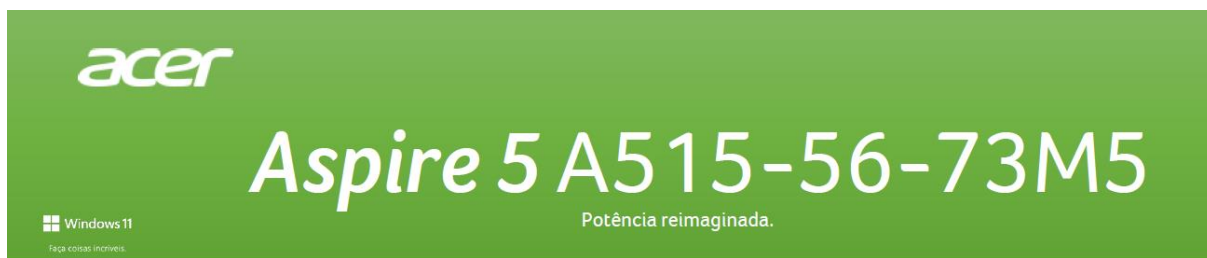 acer
Aspire 5 A515-56-73M5
Potência reimaginada.
Windows 11
Faça coisas incríveis.